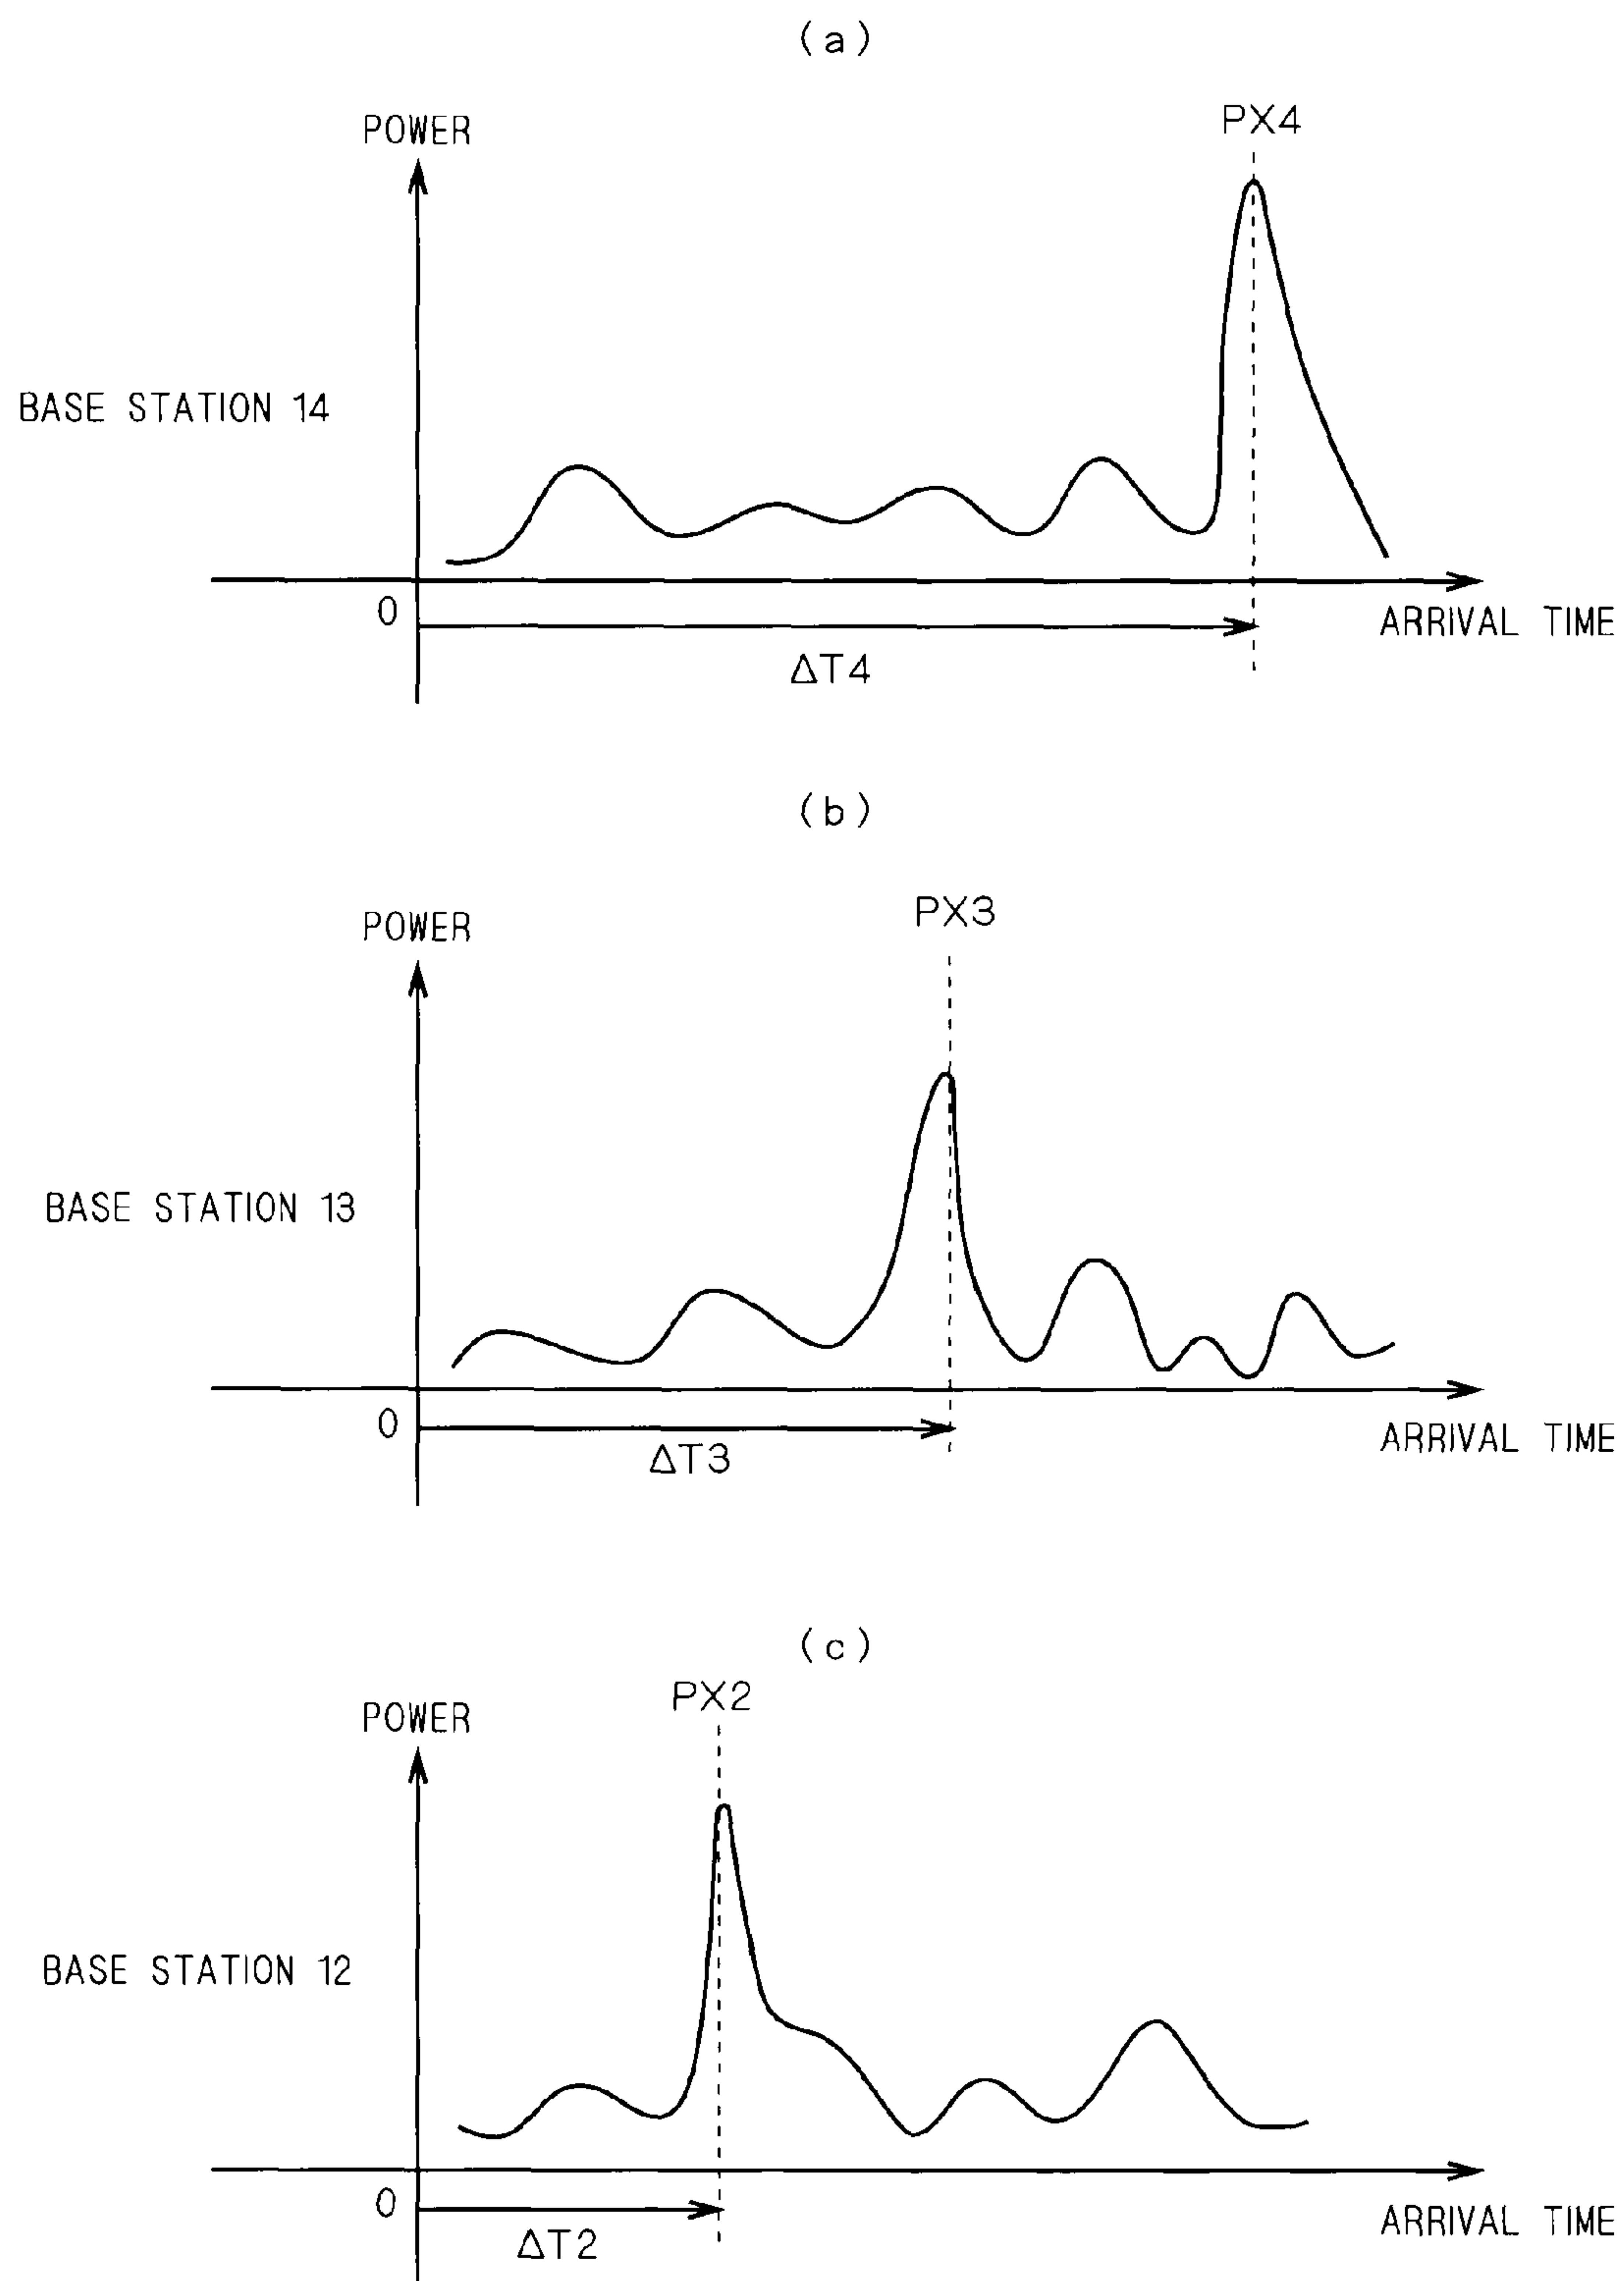 (a)
POWER
PX4
BASE STATION 14
0
ARRIVAL TIME
ΔT4
(b)
POWER
PX3
BASE STATION 13
0
ARRIVAL TIME
ΔT3
(c)
POWER
PX2
BASE STATION 12
0
ARRIVAL TIME
ΔT2